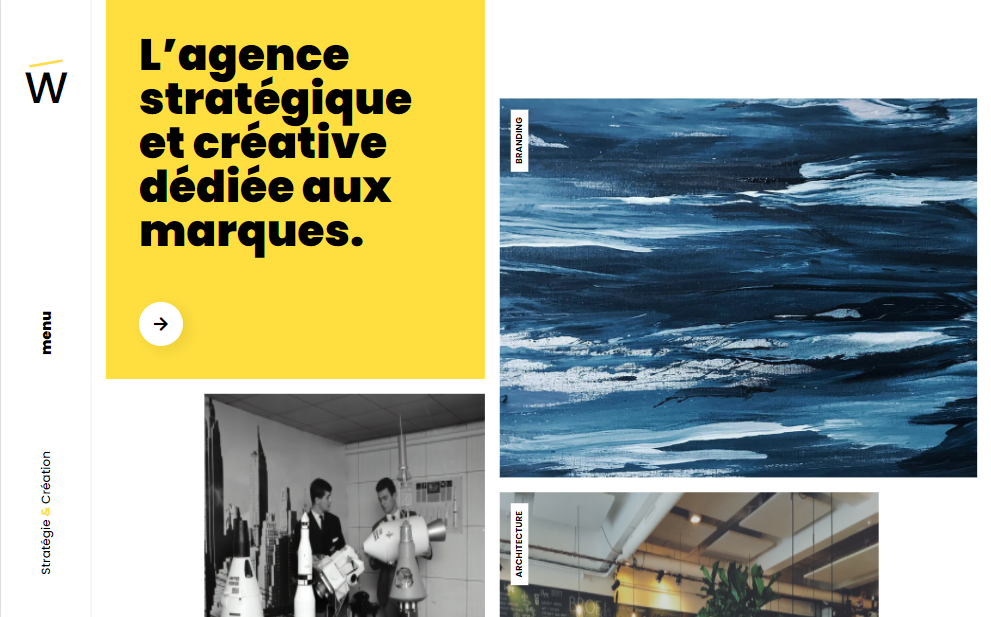 W
menu
Stratégie & Création
L’agence
stratégique
et créative
dédiée aux
marques.
BRANDING
ARCHITECTURE